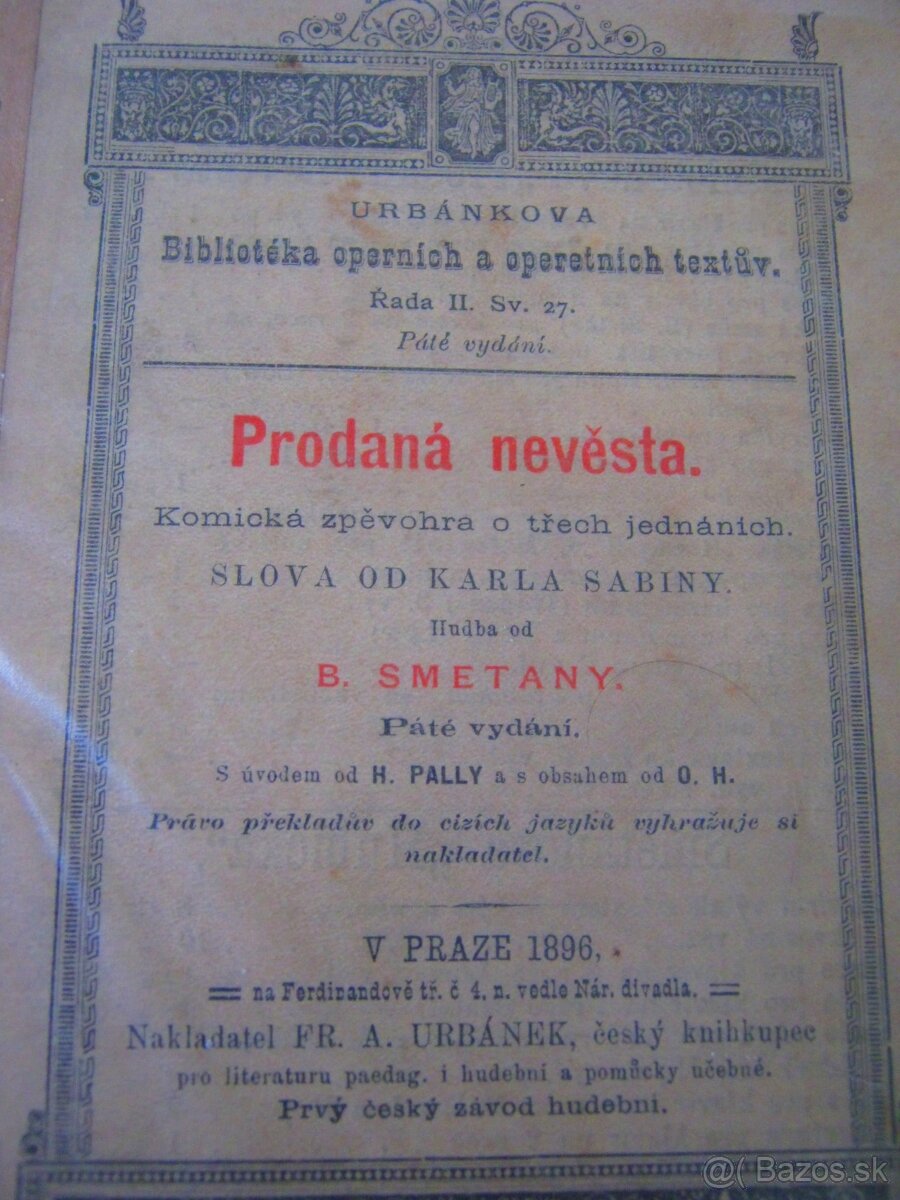 URBÁNKOVA
Bibliotéka operních a operetních textův.
Řada II. Sv. 27.
Páté vydání.
Prodaná nevěsta.
Komická zpěvohra o třech jednáních.
SLOVA OD KARLA SABINY.
Hudba od
B. SMETANY.
Páté vydání.
S úvodem od H. PALLY a s obsahem od O. H.
Právo překladův do cizích jazyků vyhražuje si
nakladatel.
V PRAZE 1896,
na Ferdinandově tř. č 4. n. vedle Nár. divadla.
Nakladatel FR. A. URBÁNEK, český knihkupec
pro literaturu paedag. i hudební a pomůcky učebné.
Prvý český závod hudební.
@( Bazos.sk